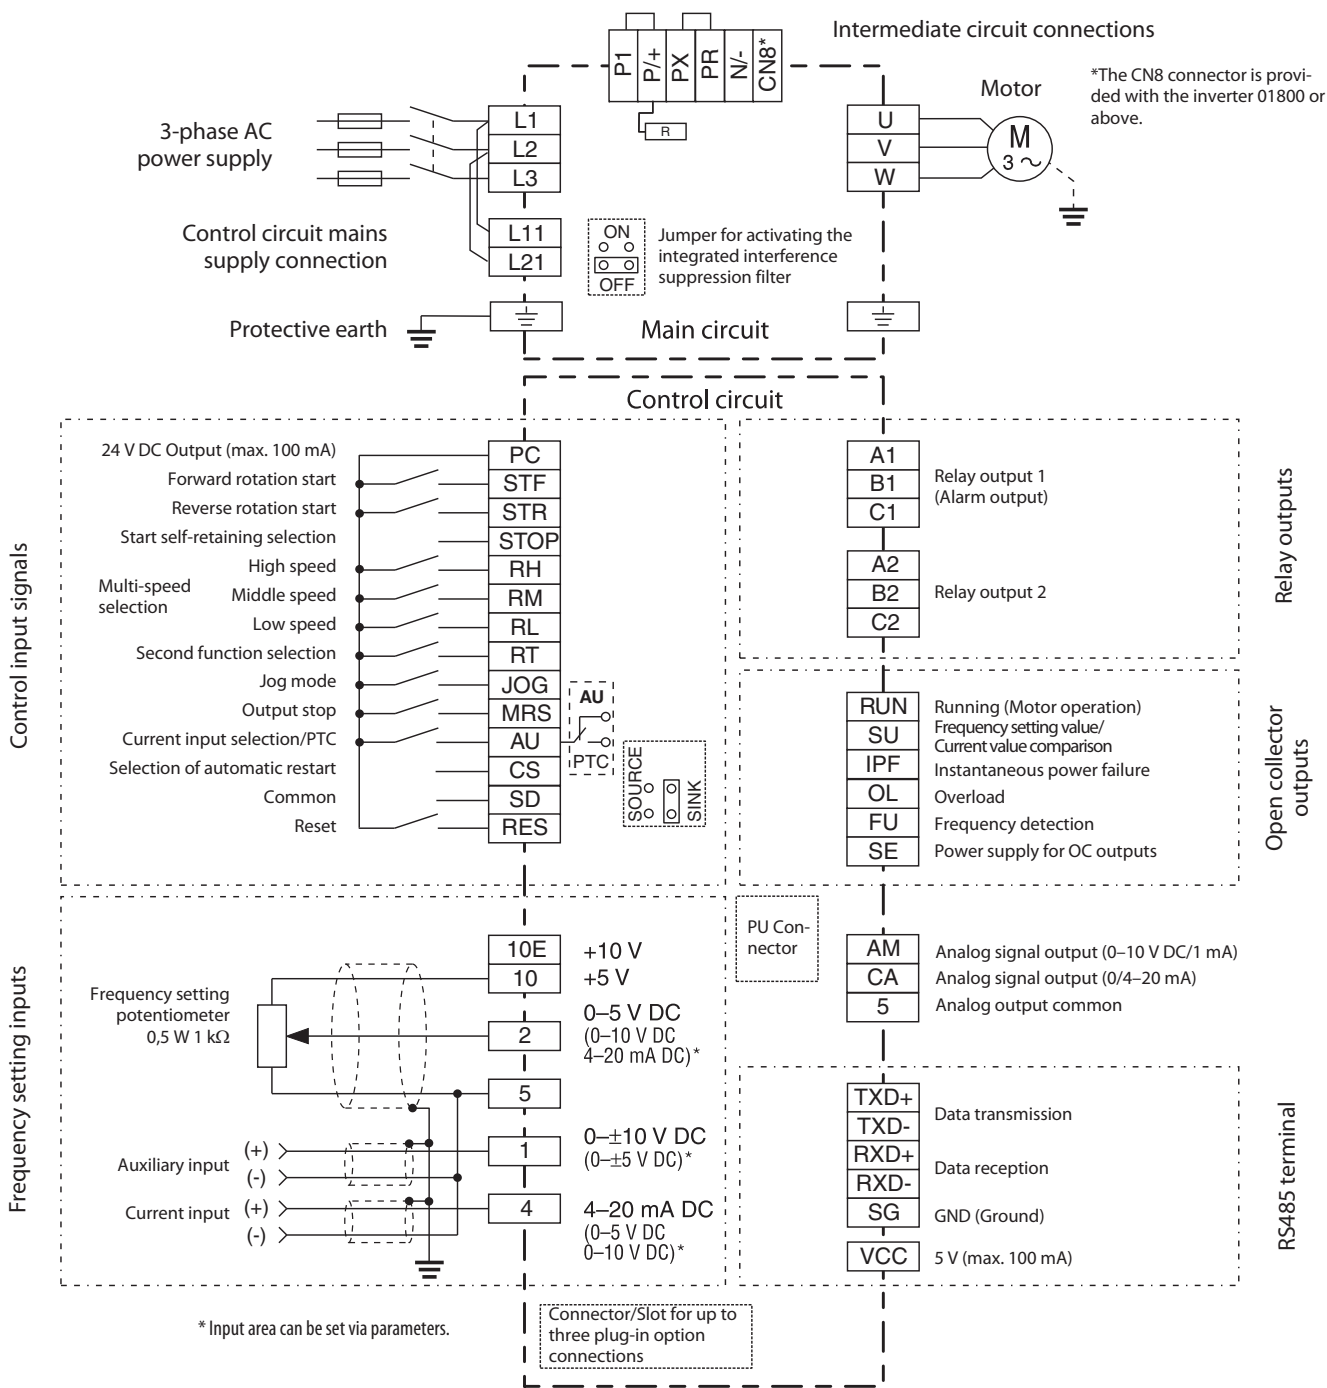 Intermediate circuit connections
P1
P/+
PX
PR
N/-
CN8*
R
*The CN8 connector is provi-
ded with the inverter 01800 or
above.
Motor
M
3 ~
3-phase AC
power supply
L1
L2
L3
U
V
W
Control circuit mains
supply connection
L11
L21
ON
OFF
Jumper for activating the
integrated interference
suppression filter
Protective earth
Main circuit
Control circuit
Control input signals
24 V DC Output (max. 100 mA)
PC
Forward rotation start
STF
Reverse rotation start
STR
Start self-retaining selection
STOP
Multi-speed
selection
High speed
RH
Middle speed
RM
Low speed
RL
Second function selection
RT
Jog mode
JOG
Output stop
MRS
Current input selection/PTC
AU
Selection of automatic restart
CS
Common
SD
Reset
RES
AU
PTC
SOURCE
SINK
A1
B1
C1
Relay output 1
(Alarm output)
A2
B2
C2
Relay output 2
Relay outputs
RUN
Running (Motor operation)
SU
Frequency setting value/
Current value comparison
IPF
Instantaneous power failure
OL
Overload
FU
Frequency detection
SE
Power supply for OC outputs
Open collector
outputs
Frequency setting inputs
Frequency setting
potentiometer
0,5 W 1 kΩ
10E
+10 V
10
+5 V
2
0–5 V DC
(0–10 V DC
4–20 mA DC)*
5
Auxiliary input
(+)
(-)
1
0–±10 V DC
(0–±5 V DC)*
Current input
(+)
(-)
4
4–20 mA DC
(0–5 V DC
0–10 V DC)*
PU Con-
nector
AM
Analog signal output (0–10 V DC/1 mA)
CA
Analog signal output (0/4–20 mA)
5
Analog output common
TXD+
TXD-
Data transmission
RXD+
RXD-
Data reception
SG
GND (Ground)
VCC
5 V (max. 100 mA)
RS485 terminal
* Input area can be set via parameters.
Connector/Slot for up to
three plug-in option
connections